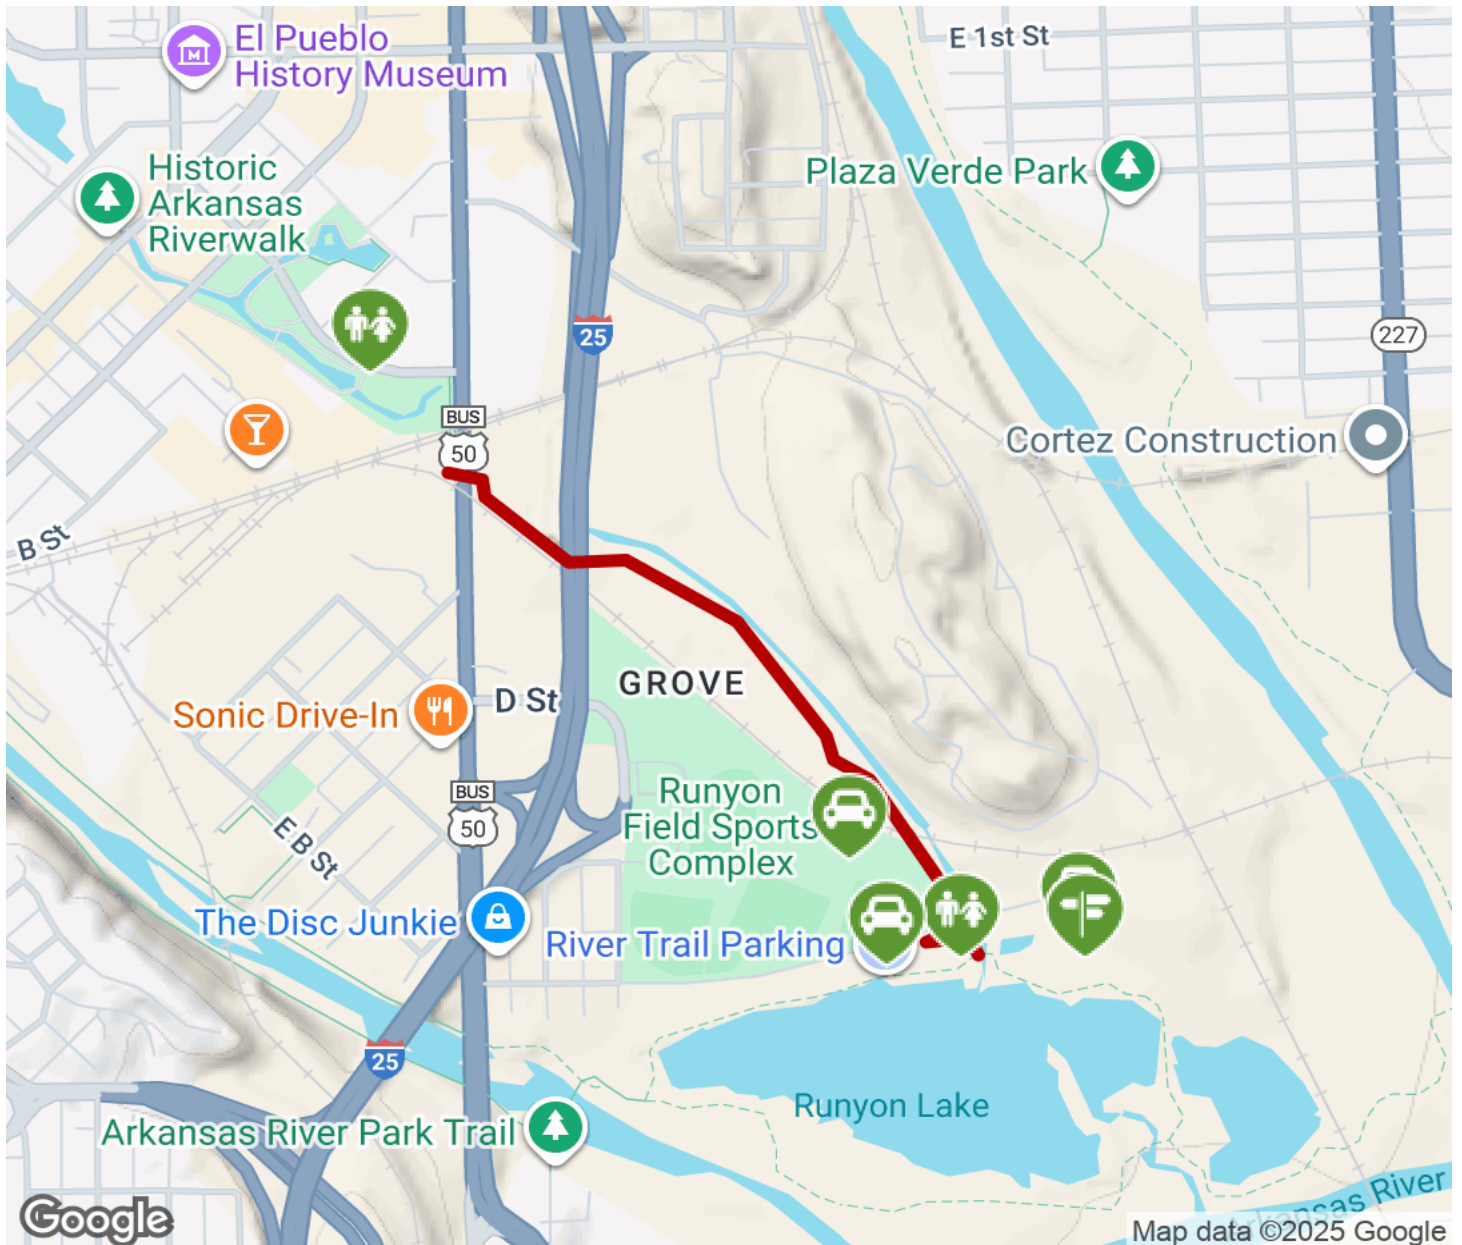 El Pueblo
History Museum
E 1st St
Historic
Arkansas
Riverwalk
Plaza Verde Park
25
227
BUS
50
Cortez Construction
B St
GROVE
D St
Sonic Drive-In
BUS
50
Runyon
Field Sports
Complex
E B St
The Disc Junkie
River Trail Parking
25
Runyon Lake
Arkansas River Park Trail
Arkansas River
Google
Map data ©2025 Google